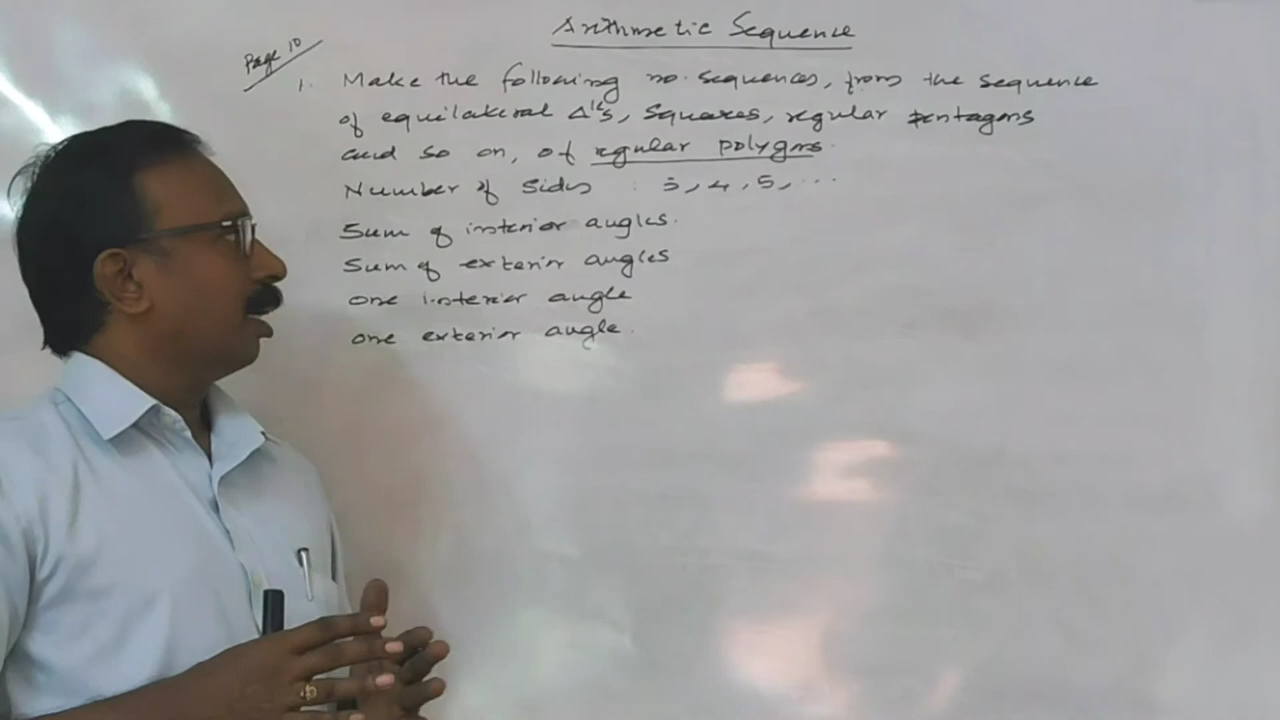 Arithmetic Sequence
Page 10
1. Make the following no. sequences, from the sequence
of equilateral Δles, squares, regular pentagons
and so on, of regular polygons.
Number of sides : 3, 4, 5, ...
Sum of interior angles.
Sum of exterior angles
one interior angle
one exterior angle.